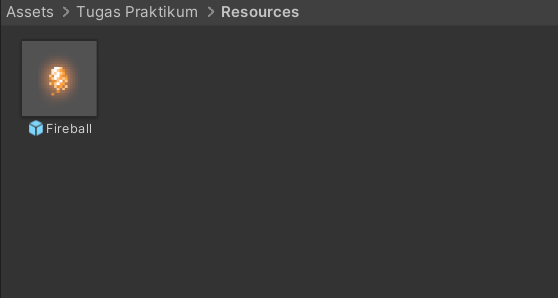 Assets > Tugas Praktikum > Resources
Fireball